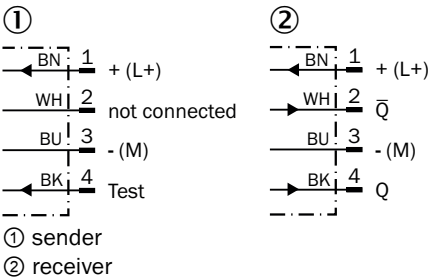 ① ②
BN 1 + (L+) BN 1 + (L+)
WH 2 not connected WH 2 Q̅
BU 3 - (M) BU 3 - (M)
BK 4 Test BK 4 Q
① sender
② receiver